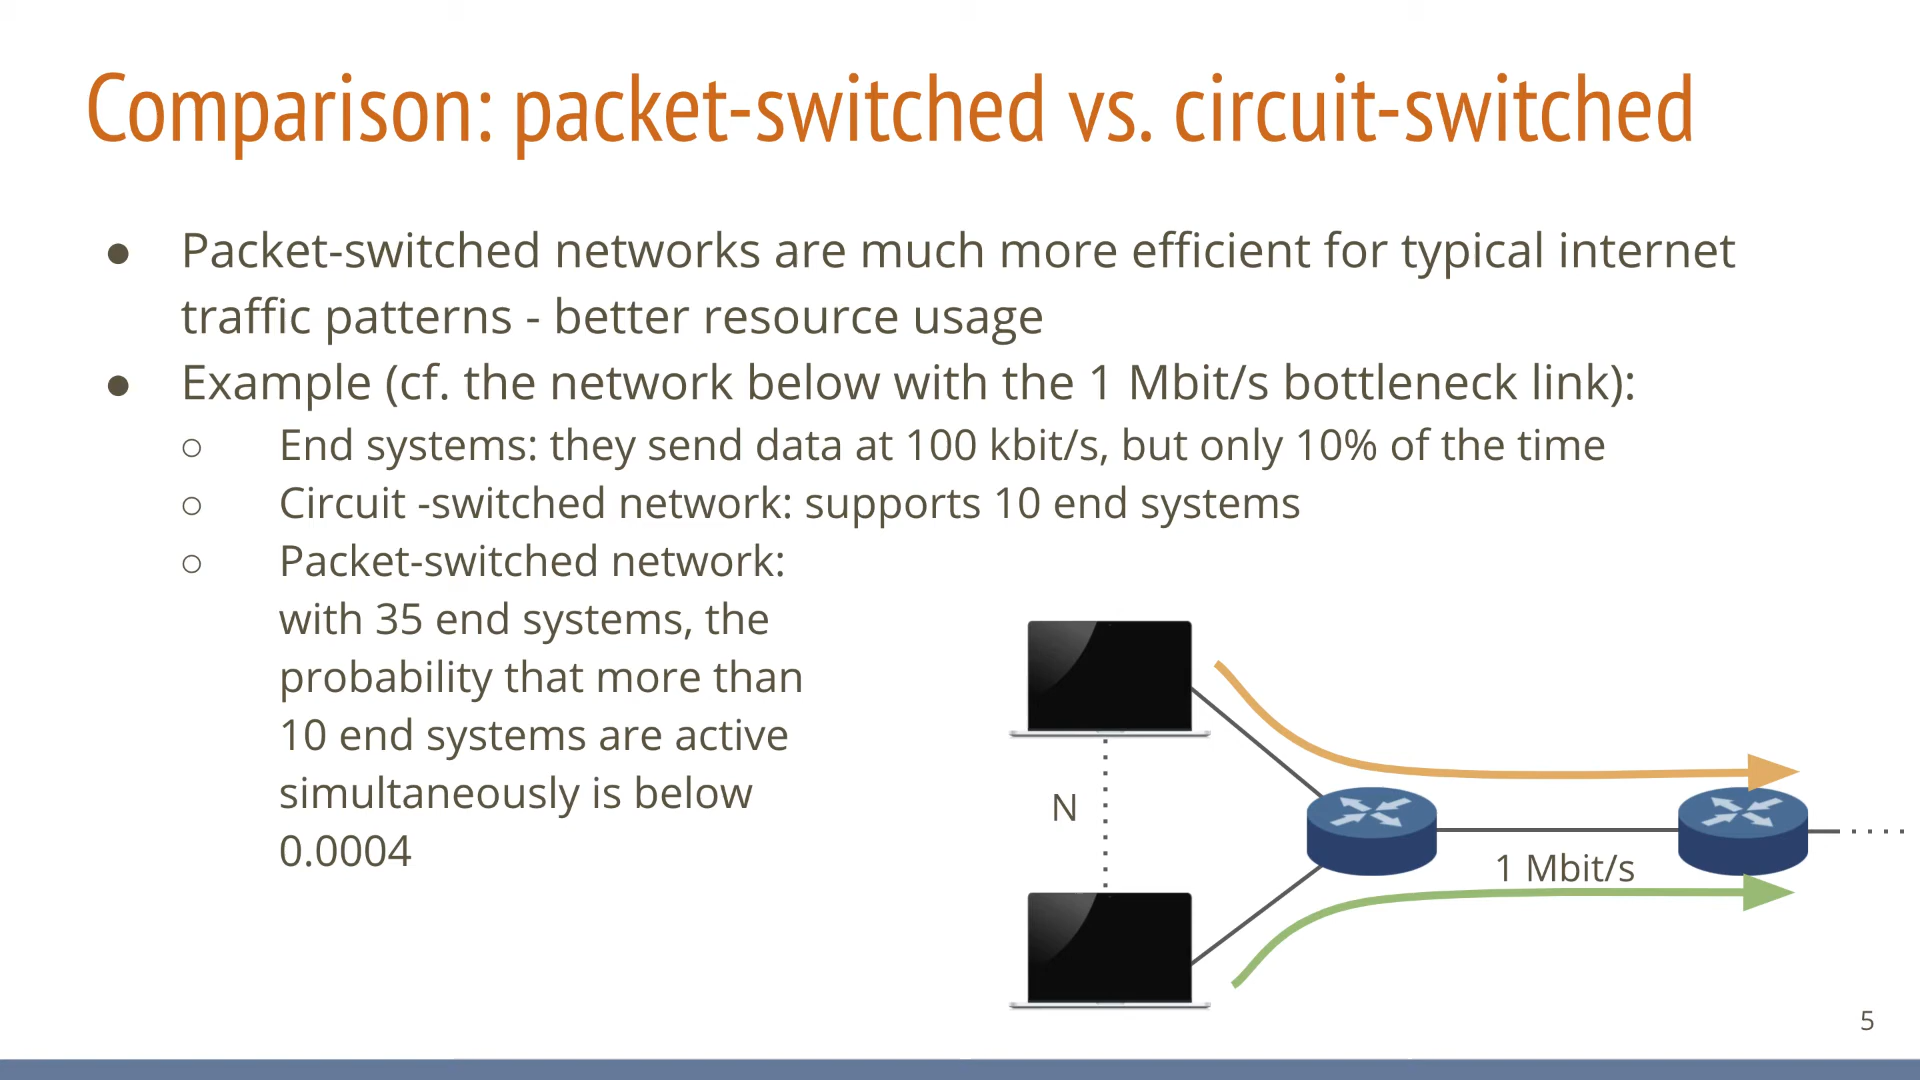 Comparison: packet-switched vs. circuit-switched
● Packet-switched networks are much more efficient for typical internet
traffic patterns - better resource usage
● Example (cf. the network below with the 1 Mbit/s bottleneck link):
○ End systems: they send data at 100 kbit/s, but only 10% of the time
○ Circuit -switched network: supports 10 end systems
○ Packet-switched network:
with 35 end systems, the
probability that more than
10 end systems are active
simultaneously is below
0.0004
N
1 Mbit/s
5